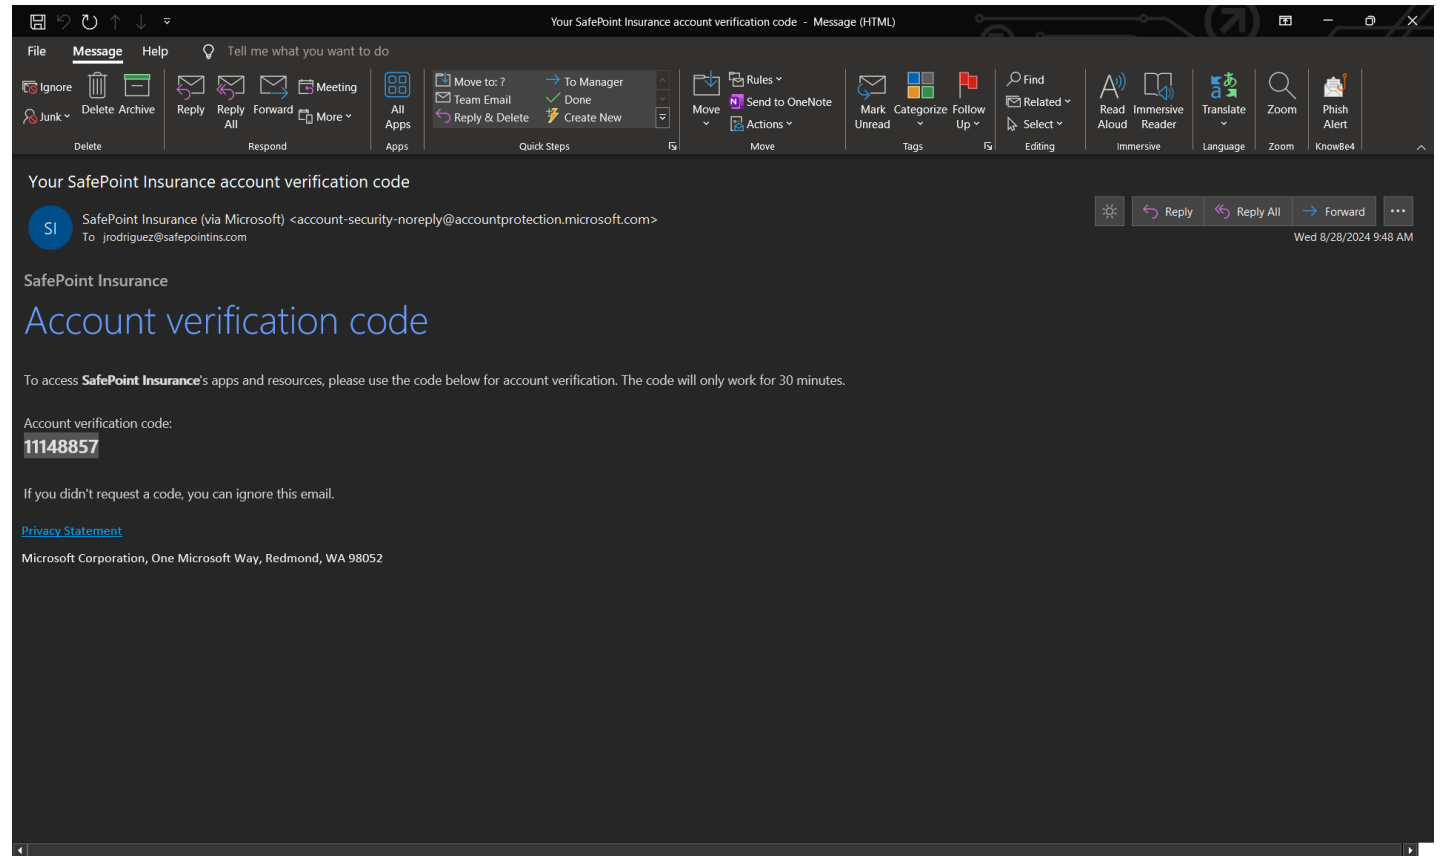 Your SafePoint Insurance account verification code - Message (HTML)
File Message Help Tell me what you want to do
Ignore
Junk
Delete Archive
Delete
Reply Reply All Forward
Meeting
More
Respond
All Apps
Apps
Move to: ? To Manager
Team Email Done
Reply & Delete Create New
Quick Steps
Move
Rules
Send to OneNote
Actions
Move
Mark Unread Categorize Follow Up
Tags
Find
Related
Select
Editing
Read Aloud Immersive Reader
Immersive
Translate
Language
Zoom
Zoom
Phish Alert
KnowBe4
Your SafePoint Insurance account verification code
SI
SafePoint Insurance (via Microsoft) <account-security-noreply@accountprotection.microsoft.com>
To jrodriguez@safepointins.com
Reply Reply All Forward
Wed 8/28/2024 9:48 AM
SafePoint Insurance
Account verification code
To access SafePoint Insurance's apps and resources, please use the code below for account verification. The code will only work for 30 minutes.
Account verification code:
11148857
If you didn't request a code, you can ignore this email.
Privacy Statement
Microsoft Corporation, One Microsoft Way, Redmond, WA 98052